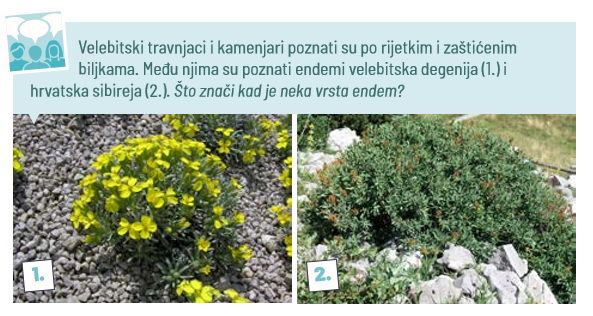 Velebitski travnjaci i kamenjari poznati su po rijetkim i zaštićenim
biljkama. Među njima su poznati endemi velebitska degenija (1.) i
hrvatska sibireja (2.). Što znači kad je neka vrsta endem?
1.
2.